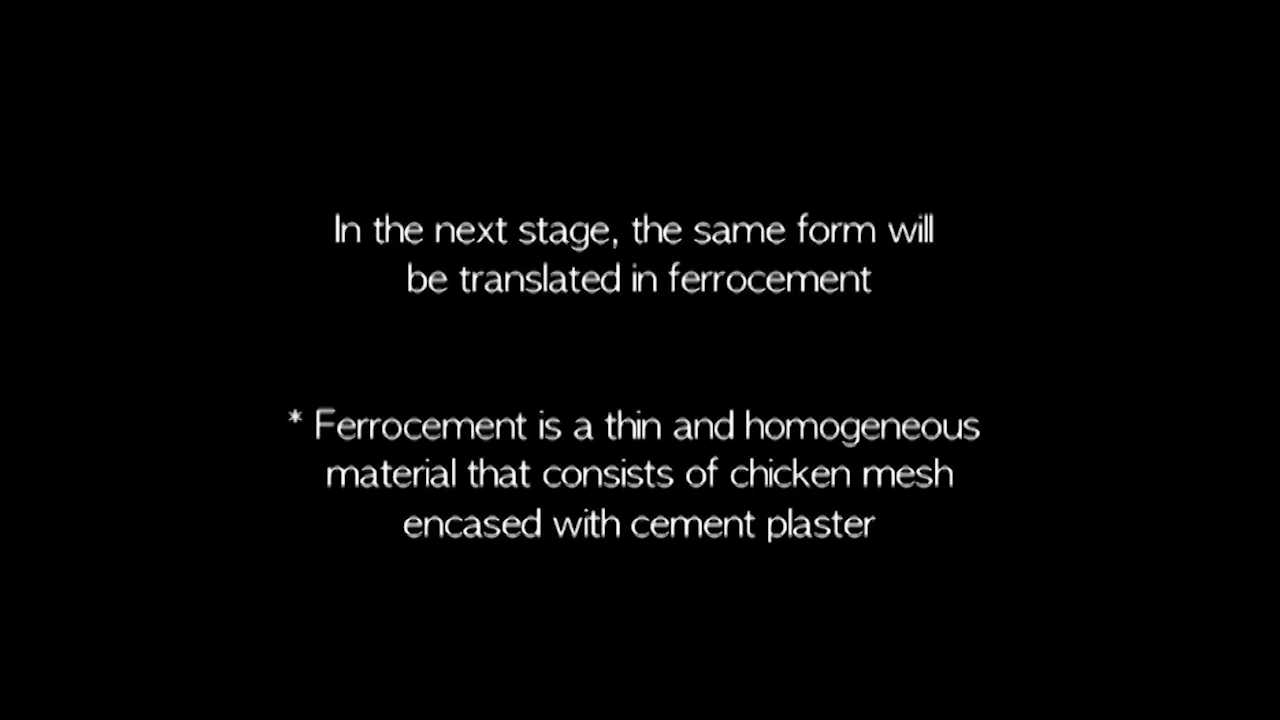 In the next stage, the same form will
be translated in ferrocement
* Ferrocement is a thin and homogeneous
material that consists of chicken mesh
encased with cement plaster